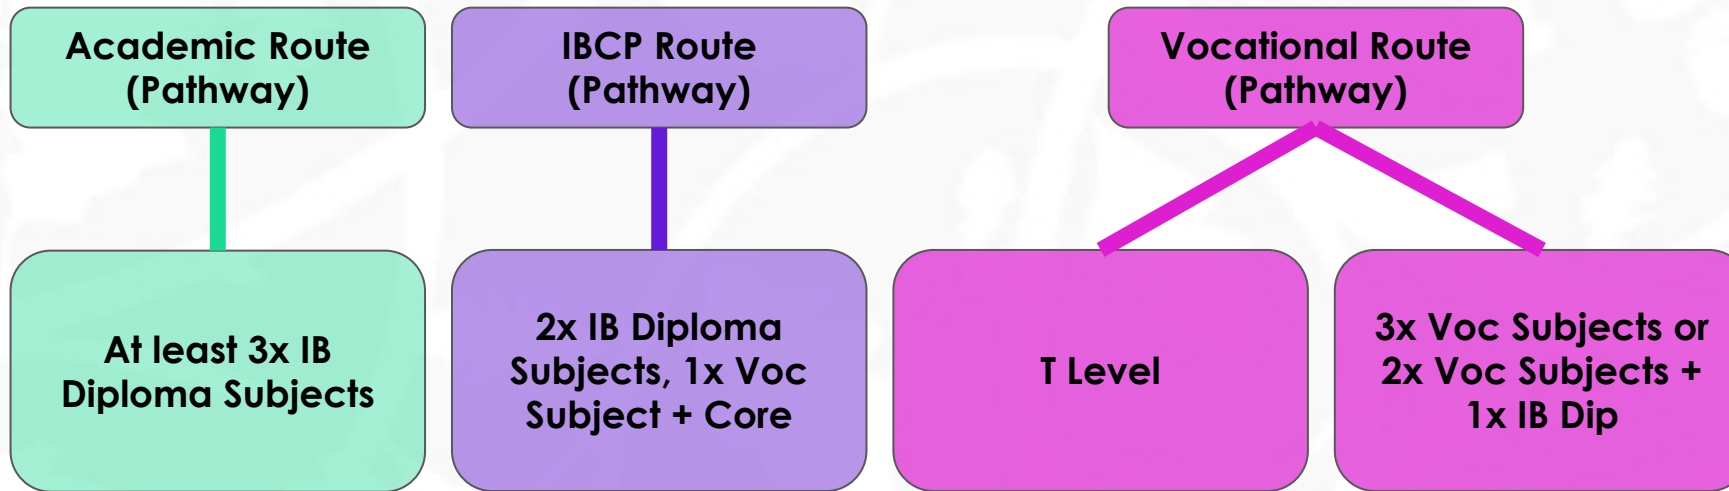 Academic Route
(Pathway)
IBCP Route
(Pathway)
Vocational Route
(Pathway)
At least 3x IB
Diploma Subjects
2x IB Diploma
Subjects, 1x Voc
Subject + Core
T Level
3x Voc Subjects or
2x Voc Subjects +
1x IB Dip